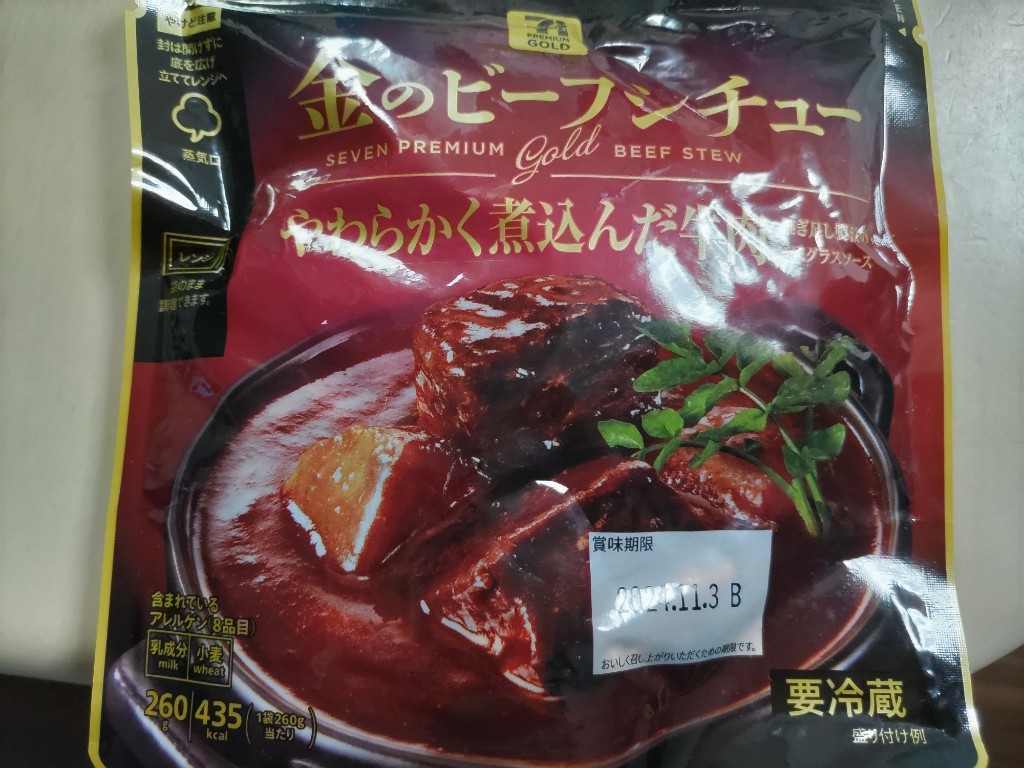 やけど注意
封は開けずに
底を広げ
立ててレンジへ
蒸気口
レンジ
7
PREMIUM
GOLD
金のビーフシチュー
SEVEN PREMIUM Gold BEEF STEW
やわらかく煮込んだ牛肉
賞味期限
2024.11.3 B
おいしく召し上がりいただくための期限です。
含まれている
アレルゲン(8品目)
乳成分 小麦
milk wheat
260g 435kcal (1袋260g当たり)
要冷蔵
盛り付け例